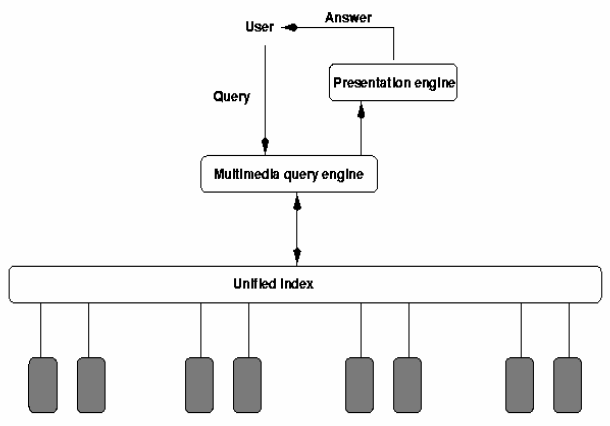 Answer
User
Presentation engine
Query
Multimedia query engine
Unified index